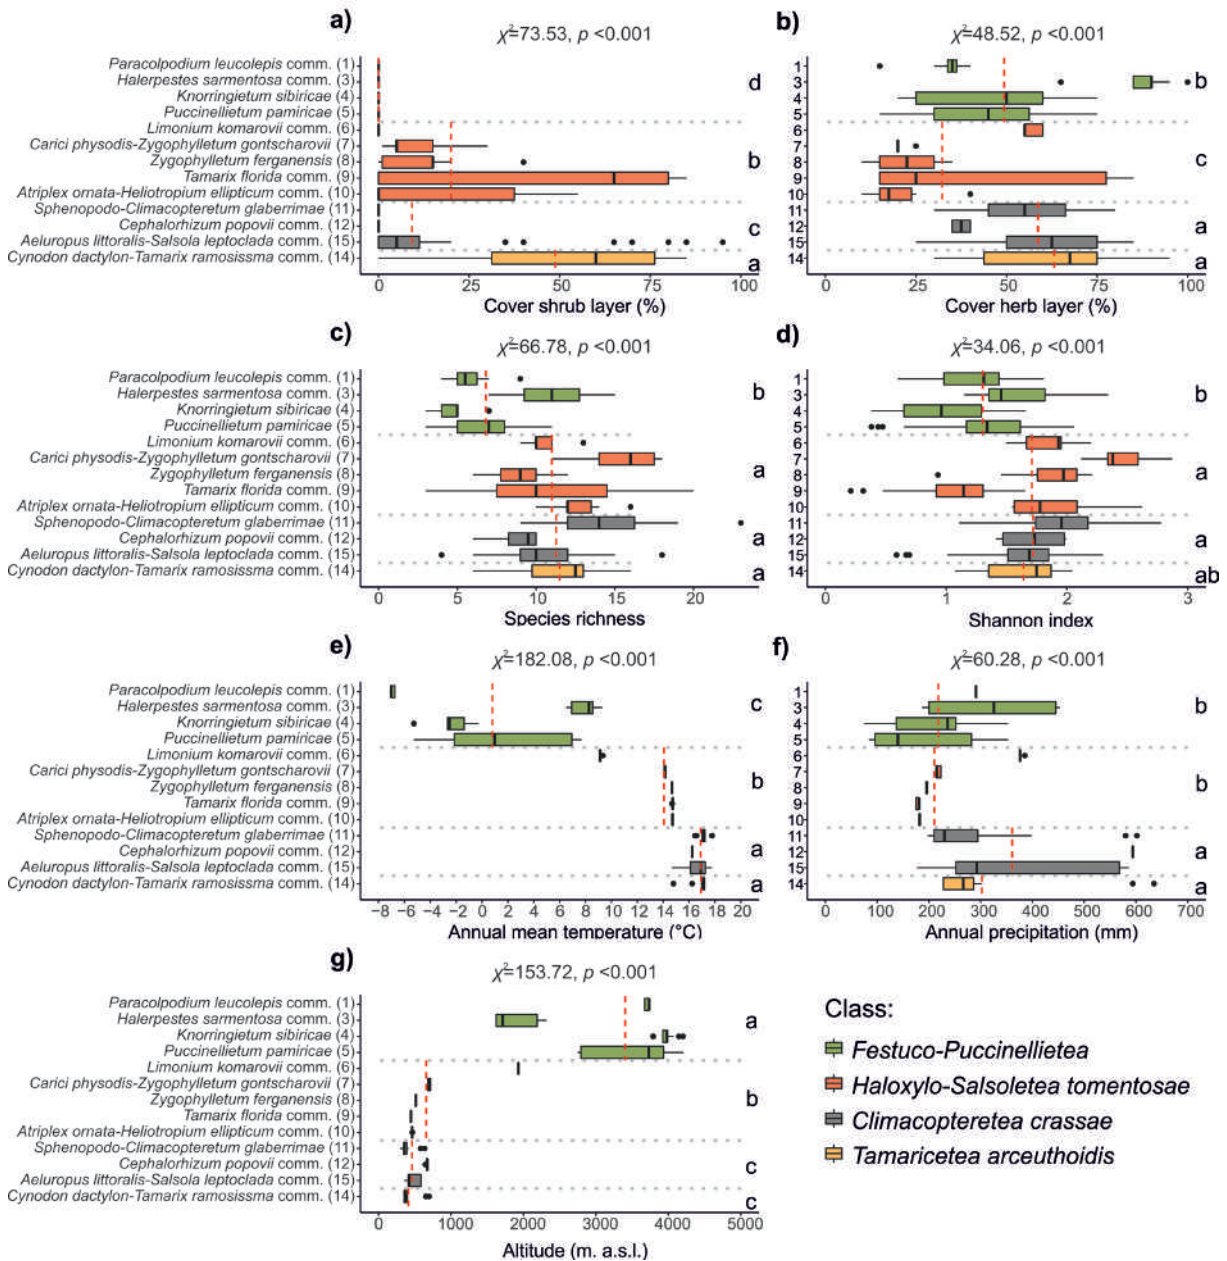 a)
χ²=73.53, p <0.001
Paracolpodium leucolepis comm. (1)
Halerpestes sarmentosa comm. (3)
Knorringietum sibiricae (4)
Puccinellietum pamiricae (5)
Limonium komarovii comm. (6)
Carici physodis-Zygophylletum gontscharovii (7)
Zygophylletum ferganensis (8)
Tamarix florida comm. (9)
Atriplex ornata-Heliotropium ellipticum comm. (10)
Sphenopodo-Climacopteretum glaberrimae (11)
Cephalorhizum popovii comm. (12)
Aeluropus littoralis-Salsola leptoclada comm. (15)
Cynodon dactylon-Tamarix ramosissma comm. (14)
d
b
c
a
0 25 50 75 100
Cover shrub layer (%)
b)
χ²=48.52, p <0.001
1
3
4
5
6
7
8
9
10
11
12
15
14
b
c
a
a
25 50 75 100
Cover herb layer (%)
c)
χ²=66.78, p <0.001
Paracolpodium leucolepis comm. (1)
Halerpestes sarmentosa comm. (3)
Knorringietum sibiricae (4)
Puccinellietum pamiricae (5)
Limonium komarovii comm. (6)
Carici physodis-Zygophylletum gontscharovii (7)
Zygophylletum ferganensis (8)
Tamarix florida comm. (9)
Atriplex ornata-Heliotropium ellipticum comm. (10)
Sphenopodo-Climacopteretum glaberrimae (11)
Cephalorhizum popovii comm. (12)
Aeluropus littoralis-Salsola leptoclada comm. (15)
Cynodon dactylon-Tamarix ramosissma comm. (14)
b
a
a
a
5 10 15 20
Species richness
d)
χ²=34.06, p <0.001
1
3
4
5
6
7
8
9
10
11
12
15
14
b
a
a
ab
0 1 2 3
Shannon index
e)
χ²=182.08, p <0.001
Paracolpodium leucolepis comm. (1)
Halerpestes sarmentosa comm. (3)
Knorringietum sibiricae (4)
Puccinellietum pamiricae (5)
Limonium komarovii comm. (6)
Carici physodis-Zygophylletum gontscharovii (7)
Zygophylletum ferganensis (8)
Tamarix florida comm. (9)
Atriplex ornata-Heliotropium ellipticum comm. (10)
Sphenopodo-Climacopteretum glaberrimae (11)
Cephalorhizum popovii comm. (12)
Aeluropus littoralis-Salsola leptoclada comm. (15)
Cynodon dactylon-Tamarix ramosissma comm. (14)
c
b
a
a
−8 −6 −4 −2 0 2 4 6 8 10 12 14 16 18 20
Annual mean temperature (°C)
f)
χ²=60.28, p <0.001
1
3
4
5
6
7
8
9
10
11
12
15
14
b
b
a
a
0 100 200 300 400 500 600 700
Annual precipitation (mm)
g)
χ²=153.72, p <0.001
Paracolpodium leucolepis comm. (1)
Halerpestes sarmentosa comm. (3)
Knorringietum sibiricae (4)
Puccinellietum pamiricae (5)
Limonium komarovii comm. (6)
Carici physodis-Zygophylletum gontscharovii (7)
Zygophylletum ferganensis (8)
Tamarix florida comm. (9)
Atriplex ornata-Heliotropium ellipticum comm. (10)
Sphenopodo-Climacopteretum glaberrimae (11)
Cephalorhizum popovii comm. (12)
Aeluropus littoralis-Salsola leptoclada comm. (15)
Cynodon dactylon-Tamarix ramosissma comm. (14)
a
b
c
c
0 1000 2000 3000 4000 5000
Altitude (m. a.s.l.)
Class:
Festuco-Puccinellietea
Haloxylo-Salsoletea tomentosae
Climacopteretea crassae
Tamaricetea arceuthoidis